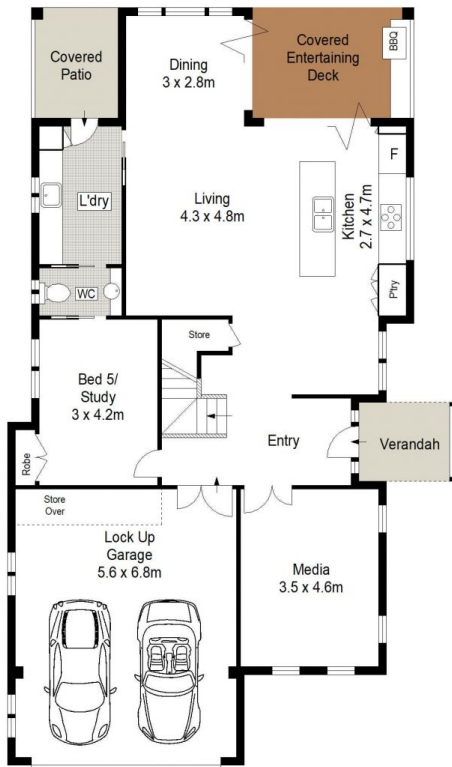 Covered
Patio
Dining
3 x 2.8m
Covered
Entertaining
Deck
BBQ
L'dry
Living
4.3 x 4.8m
Kitchen
2.7 x 4.7m
F
P'try
WC
Store
Bed 5/
Study
3 x 4.2m
Robe
Entry
Verandah
Store
Over
Lock Up
Garage
5.6 x 6.8m
Media
3.5 x 4.6m